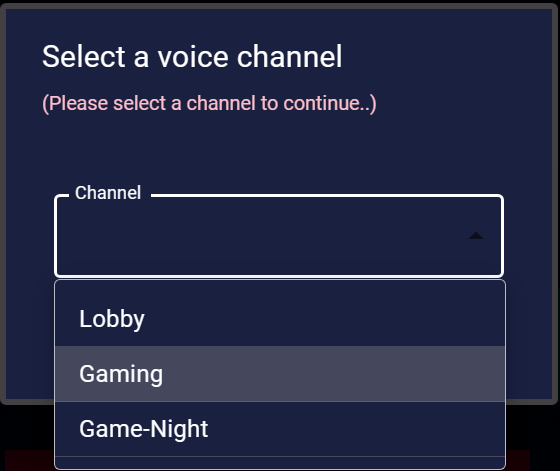 Select a voice channel
(Please select a channel to continue..)
Channel
Lobby
Gaming
Game-Night